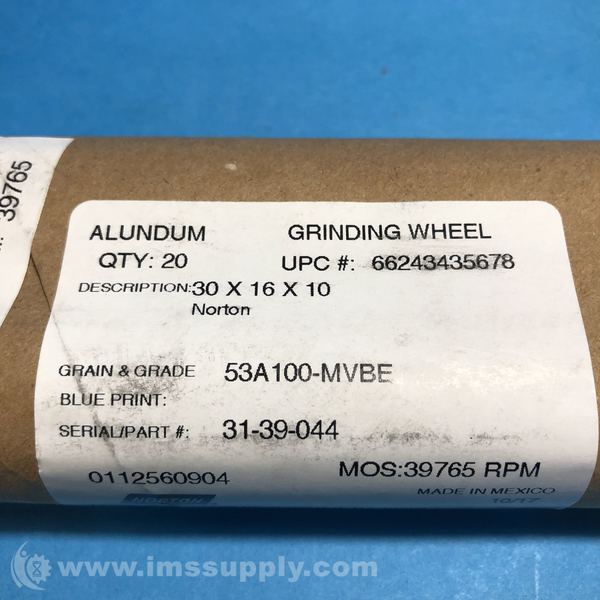 39765
ALUNDUM GRINDING WHEEL
QTY: 20 UPC #: 66243435678
DESCRIPTION: 30 X 16 X 10
Norton
GRAIN & GRADE 53A100-MVBE
BLUE PRINT:
SERIAL/PART #: 31-39-044
0112560904 MOS:39765 RPM
NORTON MADE IN MEXICO
10/17
www.imssupply.com